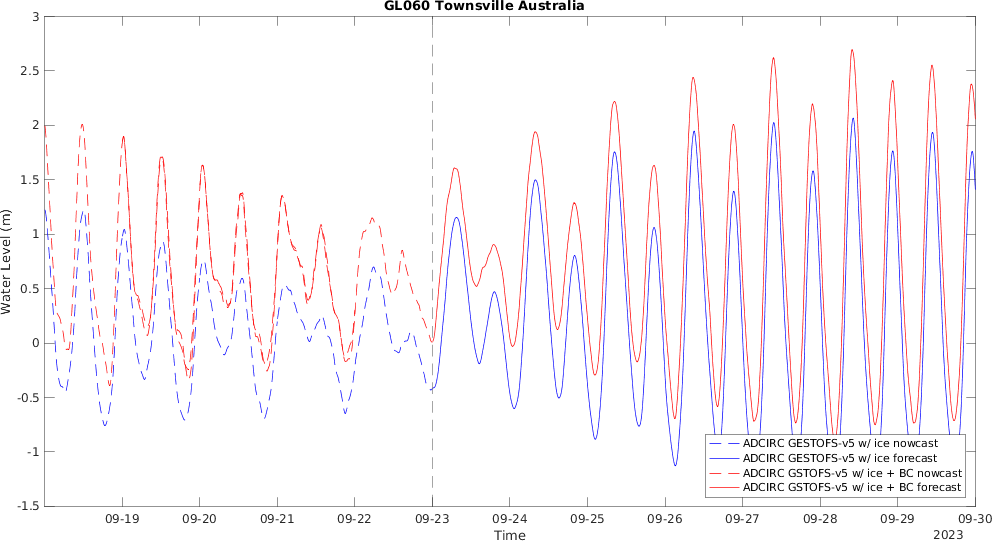 GL060 Townsville Australia
Water Level (m)
3
2.5
2
1.5
1
0.5
0
-0.5
-1
-1.5
ADCIRC GESTOFS-v5 w/ ice nowcast
ADCIRC GESTOFS-v5 w/ ice forecast
ADCIRC GSTOFS-v5 w/ ice + BC nowcast
ADCIRC GSTOFS-v5 w/ ice + BC forecast
09-19 09-20 09-21 09-22 09-23 09-24 09-25 09-26 09-27 09-28 09-29 09-30
Time
2023